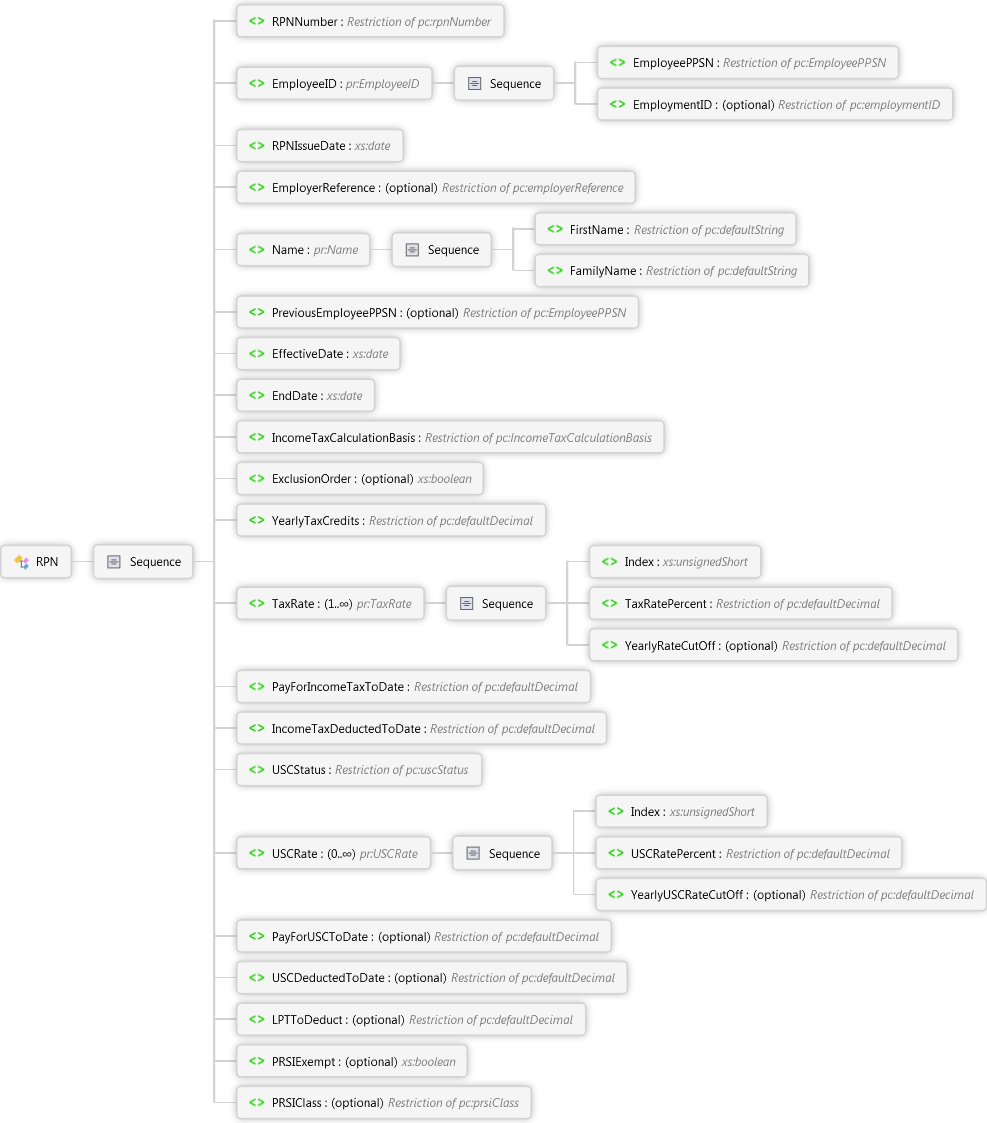 RPNNumber : Restriction of pc:rpnNumber
EmployeeID : pr:EmployeeID
Sequence
EmployeePPSN : Restriction of pc:EmployeePPSN
EmploymentID : (optional) Restriction of pc:employmentID
RPNIssueDate : xs:date
EmployerReference : (optional) Restriction of pc:employerReference
Name : pr:Name
Sequence
FirstName : Restriction of pc:defaultString
FamilyName : Restriction of pc:defaultString
PreviousEmployeePPSN : (optional) Restriction of pc:EmployeePPSN
EffectiveDate : xs:date
EndDate : xs:date
IncomeTaxCalculationBasis : Restriction of pc:IncomeTaxCalculationBasis
ExclusionOrder : (optional) xs:boolean
YearlyTaxCredits : Restriction of pc:defaultDecimal
RPN
Sequence
TaxRate : (1..∞) pr:TaxRate
Sequence
Index : xs:unsignedShort
TaxRatePercent : Restriction of pc:defaultDecimal
YearlyRateCutOff : (optional) Restriction of pc:defaultDecimal
PayForIncomeTaxToDate : Restriction of pc:defaultDecimal
IncomeTaxDeductedToDate : Restriction of pc:defaultDecimal
USCStatus : Restriction of pc:uscStatus
USCRate : (0..∞) pr:USCRate
Sequence
Index : xs:unsignedShort
USCRatePercent : Restriction of pc:defaultDecimal
YearlyUSCRateCutOff : (optional) Restriction of pc:defaultDecimal
PayForUSCToDate : (optional) Restriction of pc:defaultDecimal
USCDeductedToDate : (optional) Restriction of pc:defaultDecimal
LPTToDeduct : (optional) Restriction of pc:defaultDecimal
PRSIExempt : (optional) xs:boolean
PRSIClass : (optional) Restriction of pc:prsiClass